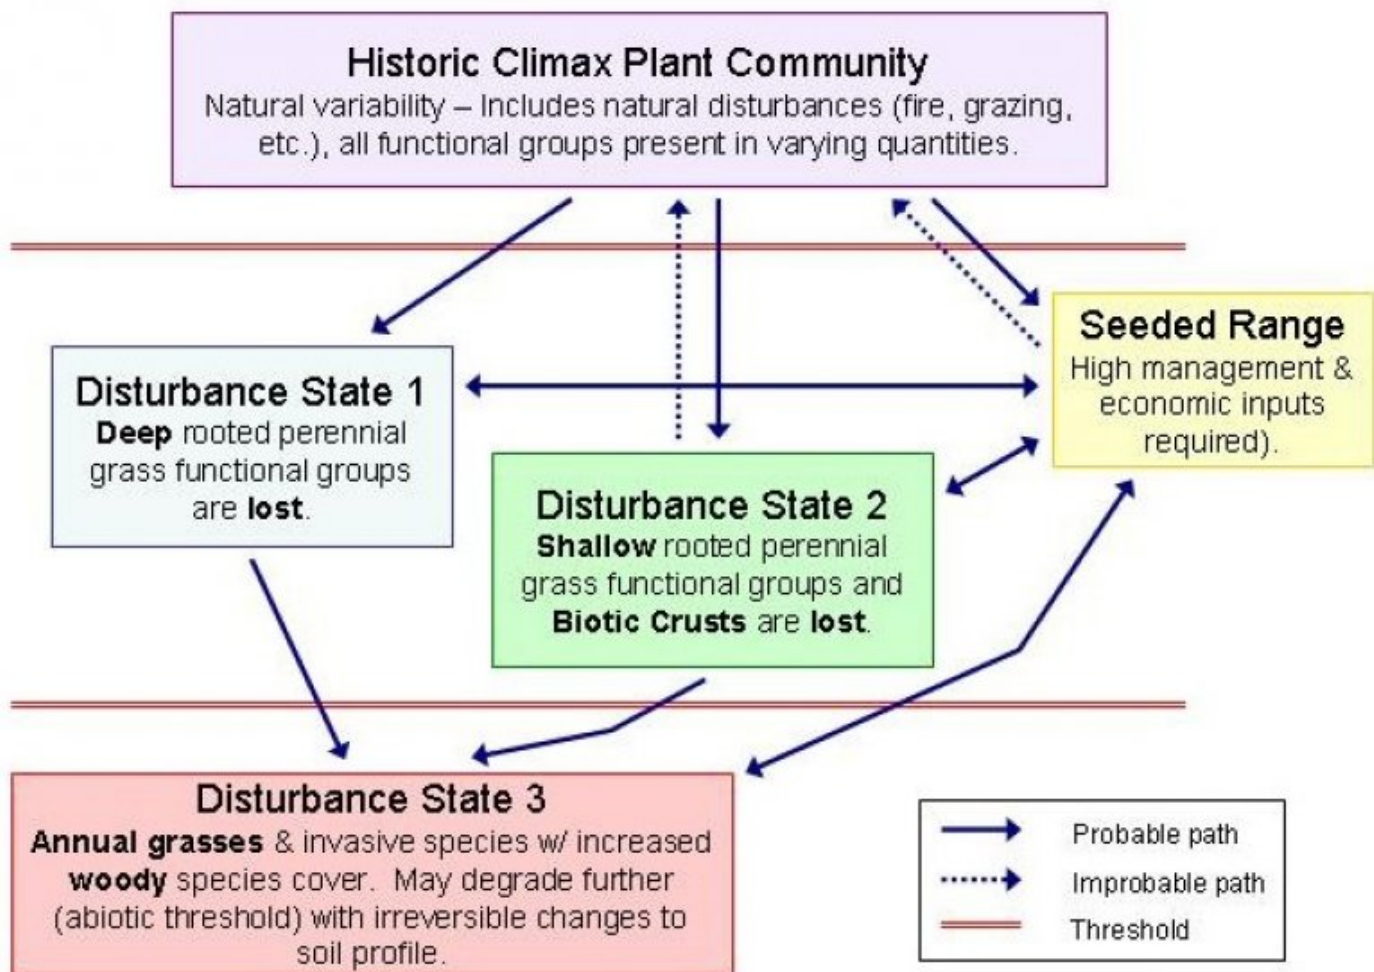 Historic Climax Plant Community
Natural variability – Includes natural disturbances (fire, grazing,
etc.), all functional groups present in varying quantities.
Seeded Range
High management &
economic inputs
required).
Disturbance State 1
Deep rooted perennial
grass functional groups
are lost.
Disturbance State 2
Shallow rooted perennial
grass functional groups and
Biotic Crusts are lost.
Disturbance State 3
Annual grasses & invasive species w/ increased
woody species cover. May degrade further
(abiotic threshold) with irreversible changes to
soil profile.
Probable path
Improbable path
Threshold